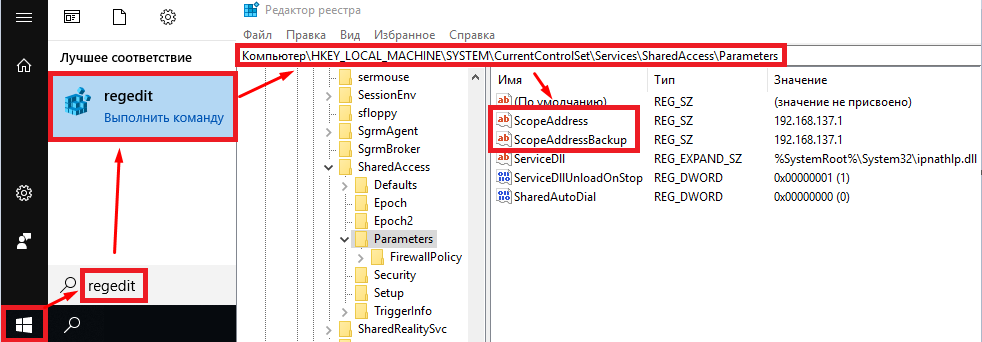 Лучшее соответствие
regedit
Выполнить команду
regedit
Редактор реестра
Файл Правка Вид Избранное Справка
Компьютер\HKEY_LOCAL_MACHINE\SYSTEM\CurrentControlSet\Services\SharedAccess\Parameters
sermouse
SessionEnv
sfloppy
SgrmAgent
SgrmBroker
SharedAccess
Defaults
Epoch
Epoch2
Parameters
FirewallPolicy
Security
Setup
TriggerInfo
SharedRealitySvc
Имя Тип Значение
(По умолчанию) REG_SZ (значение не присвоено)
ScopeAddress REG_SZ 192.168.137.1
ScopeAddressBackup REG_SZ 192.168.137.1
ServiceDll REG_EXPAND_SZ %SystemRoot%\System32\ipnathlp.dll
ServiceDllUnloadOnStop REG_DWORD 0x00000001 (1)
SharedAutoDial REG_DWORD 0x00000000 (0)